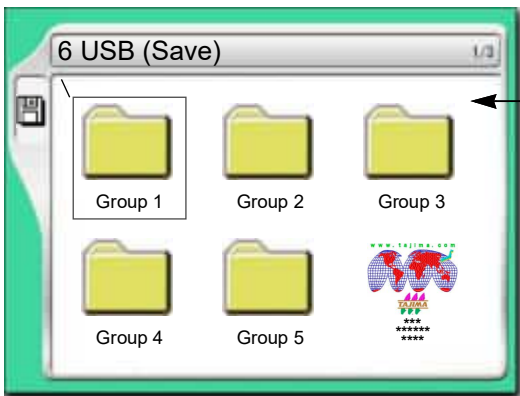 6 USB (Save)
1/3
Group 1
Group 2
Group 3
www.tajima.com
TAJIMA
***
******
****
Group 4
Group 5